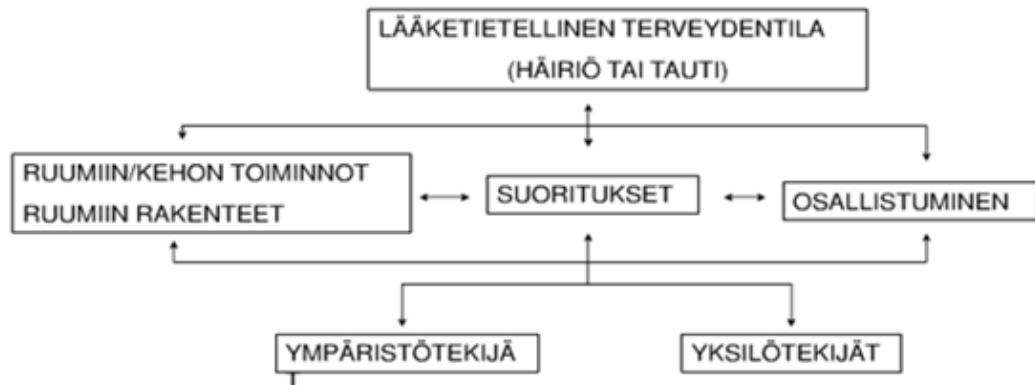 LÄÄKETIETELLINEN TERVEYDENTILA
(HÄIRIÖ TAI TAUTI)
RUUMIIN/KEHON TOIMINNOT
RUUMIIN RAKENTEET
SUORITUKSET
OSALLISTUMINEN
YMPÄRISTÖTEKIJÄ
YKSILÖTEKIJÄT